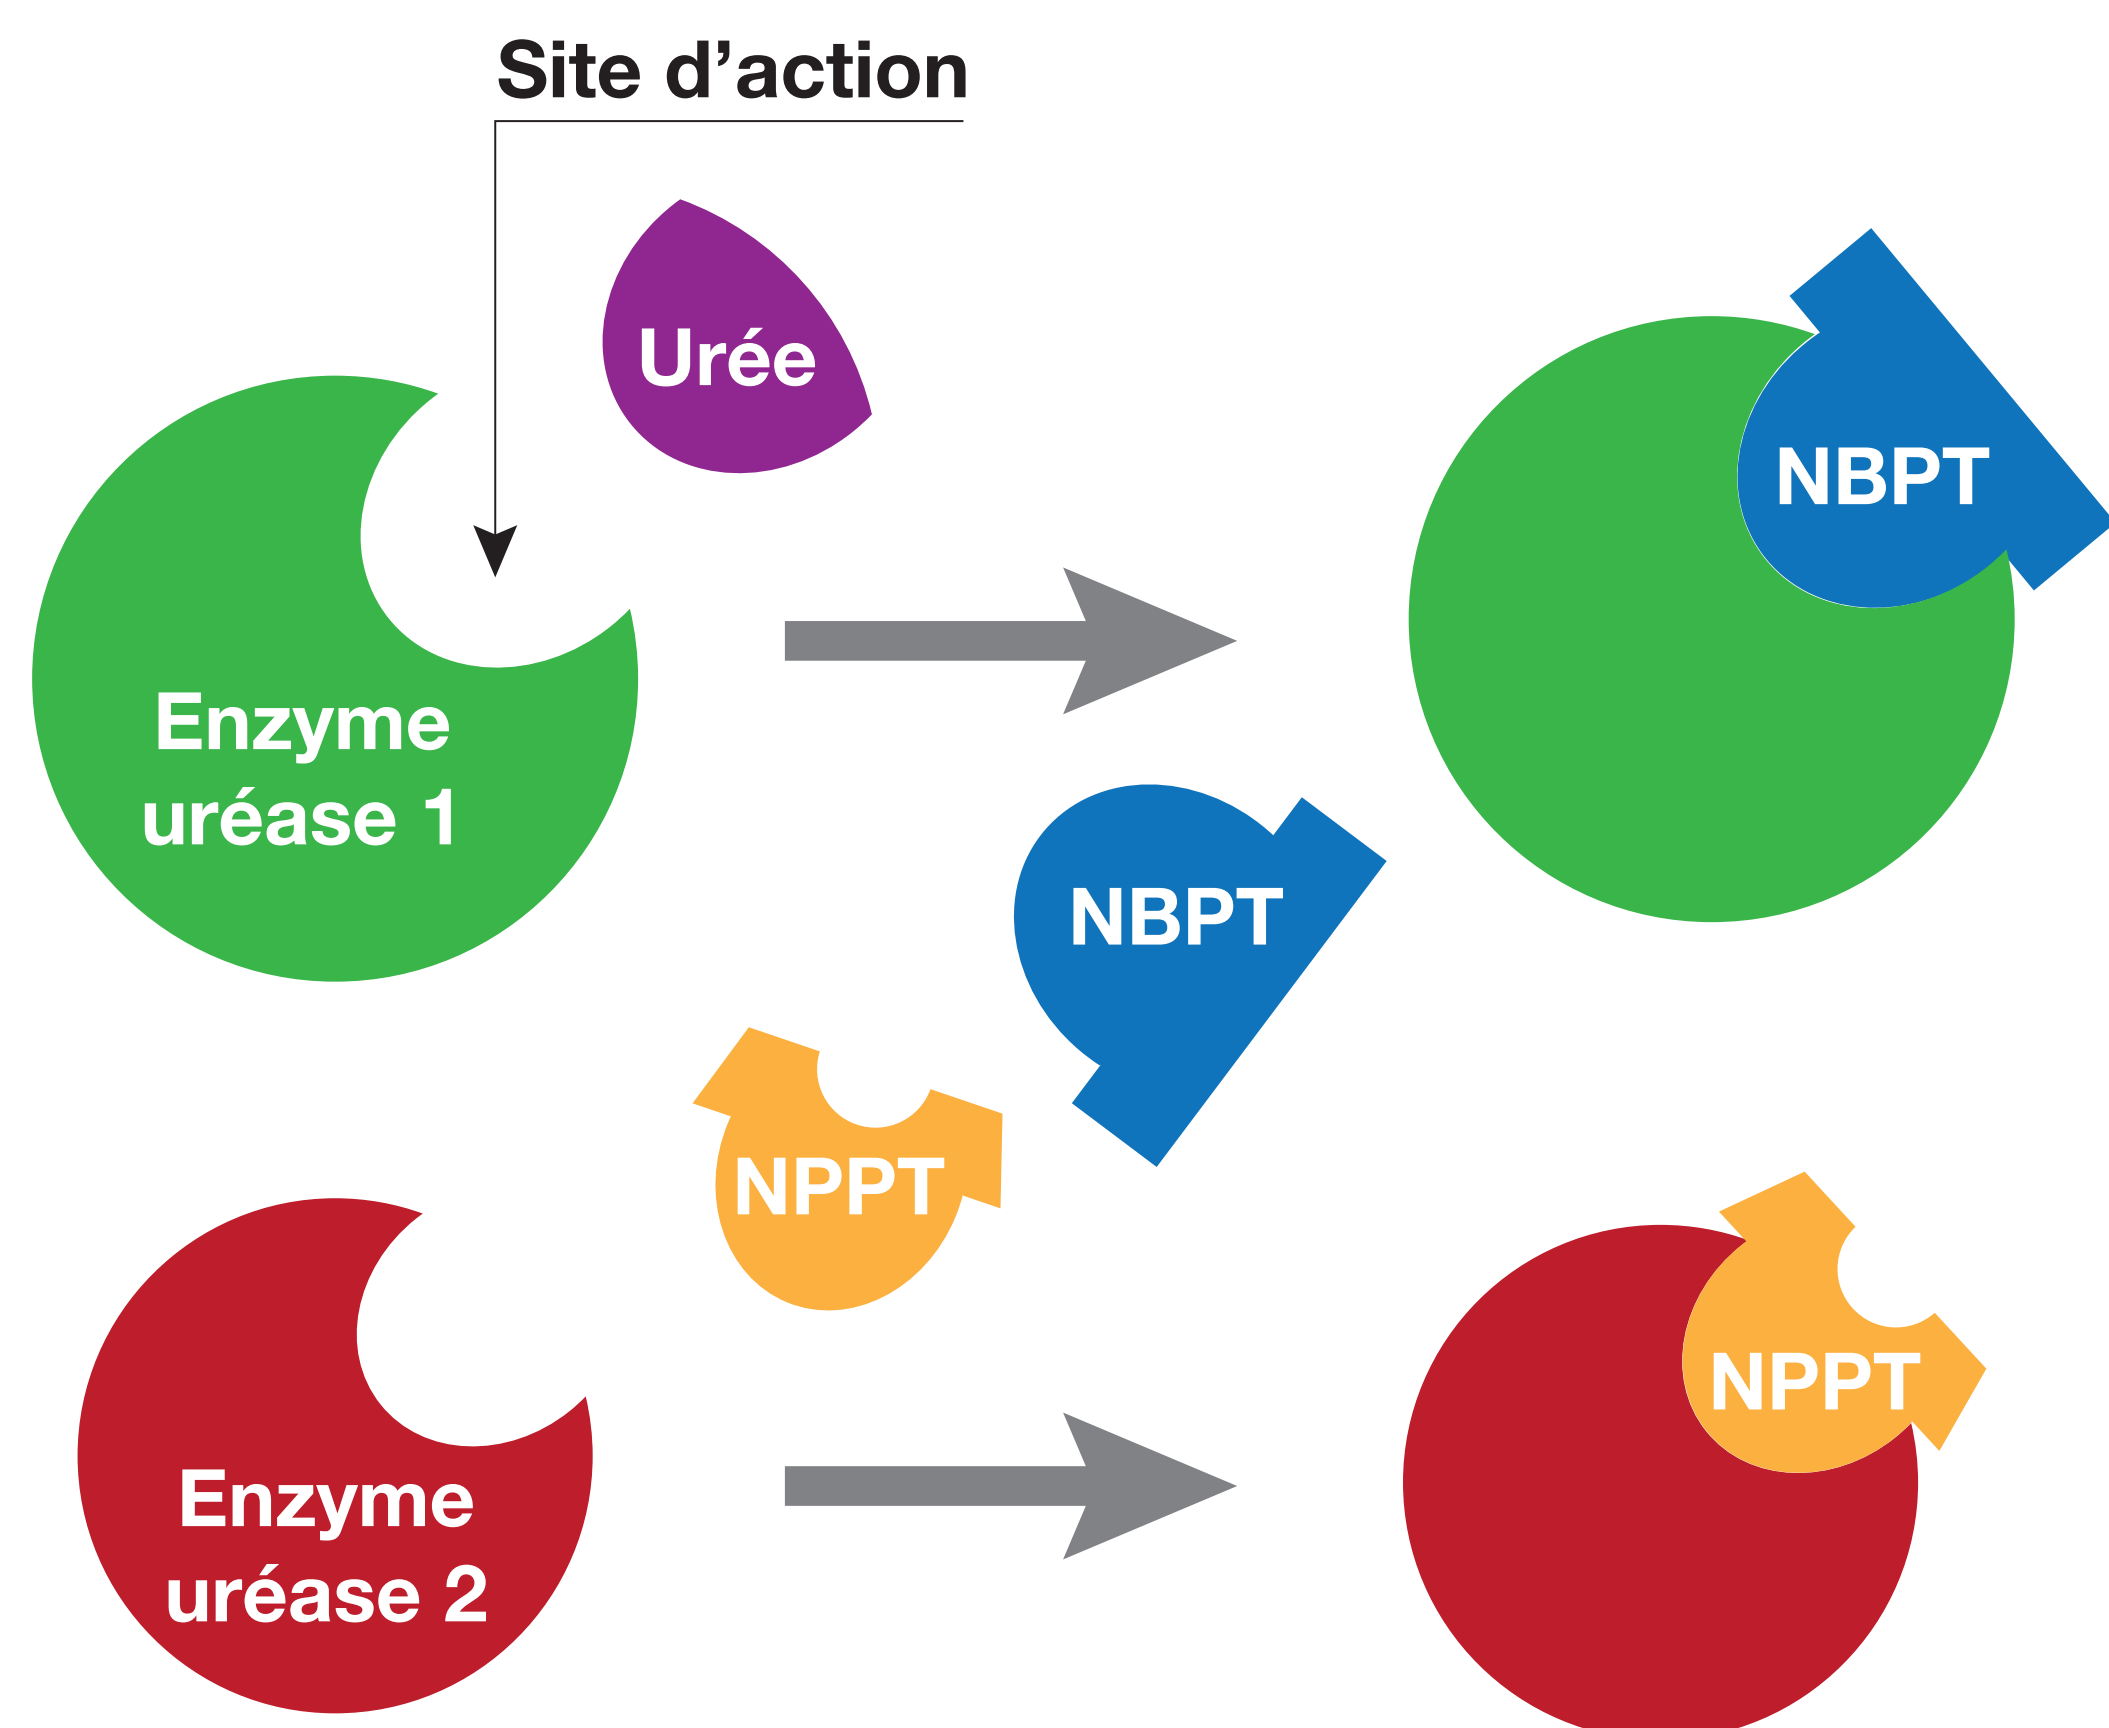 Site d’action
Urée
NBPT
Enzyme
uréase 1
NBPT
NPPT
NPPT
Enzyme
uréase 2